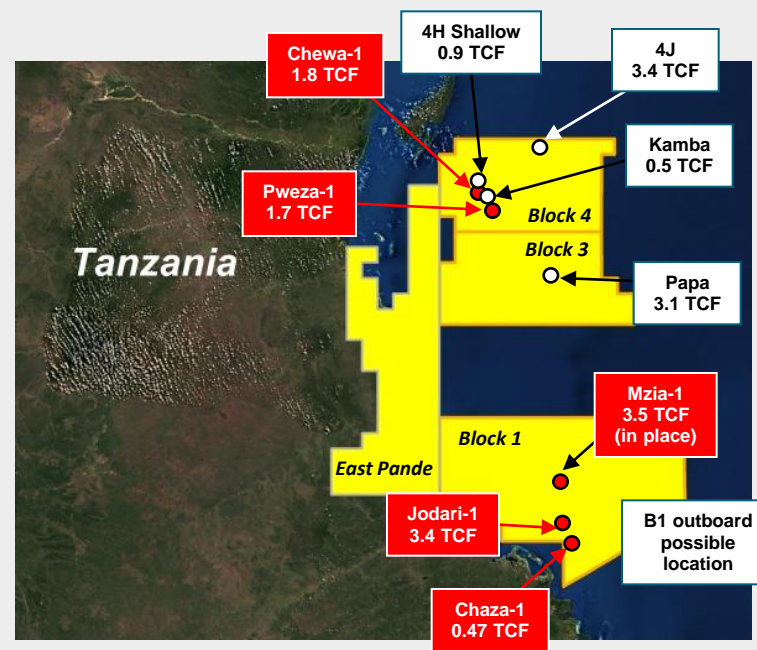 4H Shallow
0.9 TCF
Chewa-1
1.8 TCF
4J
3.4 TCF
Kamba
0.5 TCF
Pweza-1
1.7 TCF
Block 4
Block 3
Tanzania
Papa
3.1 TCF
Mzia-1
3.5 TCF
(in place)
Block 1
East Pande
Jodari-1
3.4 TCF
B1 outboard
possible
location
Chaza-1
0.47 TCF